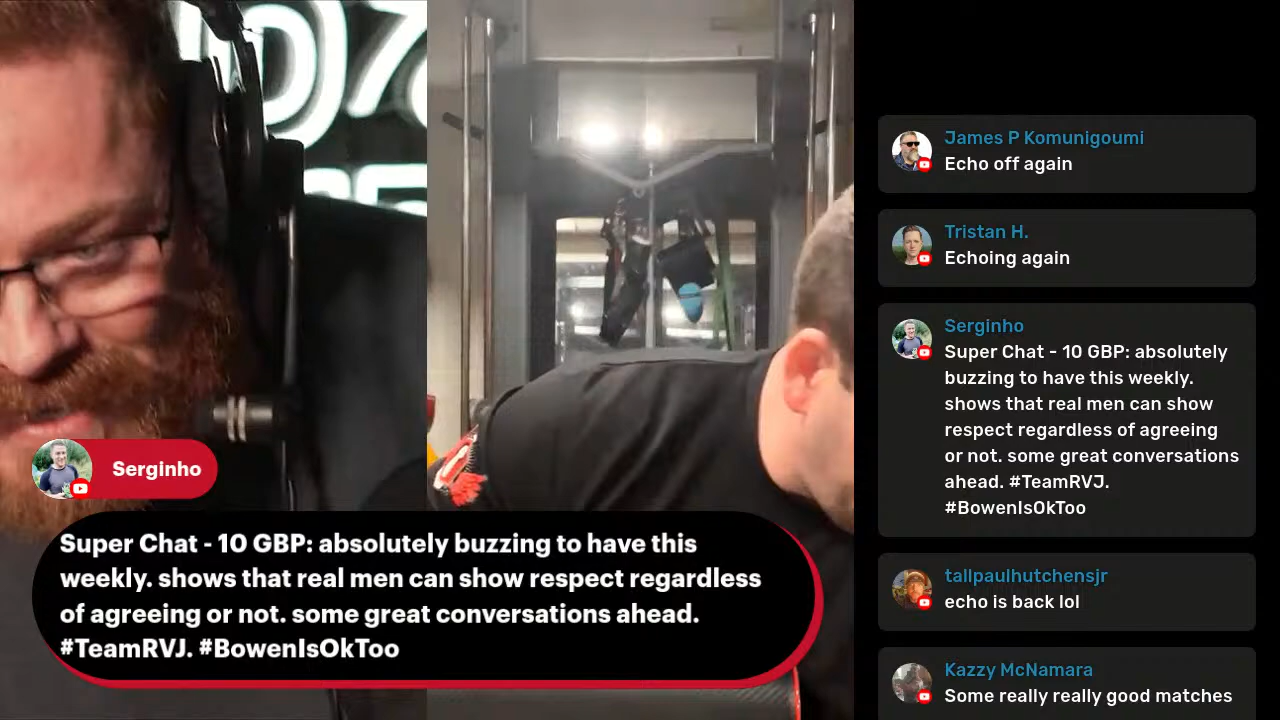 Serginho
Super Chat - 10 GBP: absolutely buzzing to have this
weekly. shows that real men can show respect regardless
of agreeing or not. some great conversations ahead.
#TeamRVJ. #BowenIsOkToo
James P Komunigoumi
Echo off again
Tristan H.
Echoing again
Serginho
Super Chat - 10 GBP: absolutely
buzzing to have this weekly.
shows that real men can show
respect regardless of agreeing
or not. some great conversations
ahead. #TeamRVJ.
#BowenIsOkToo
tallpaulhutchensjr
echo is back lol
Kazzy McNamara
Some really really good matches